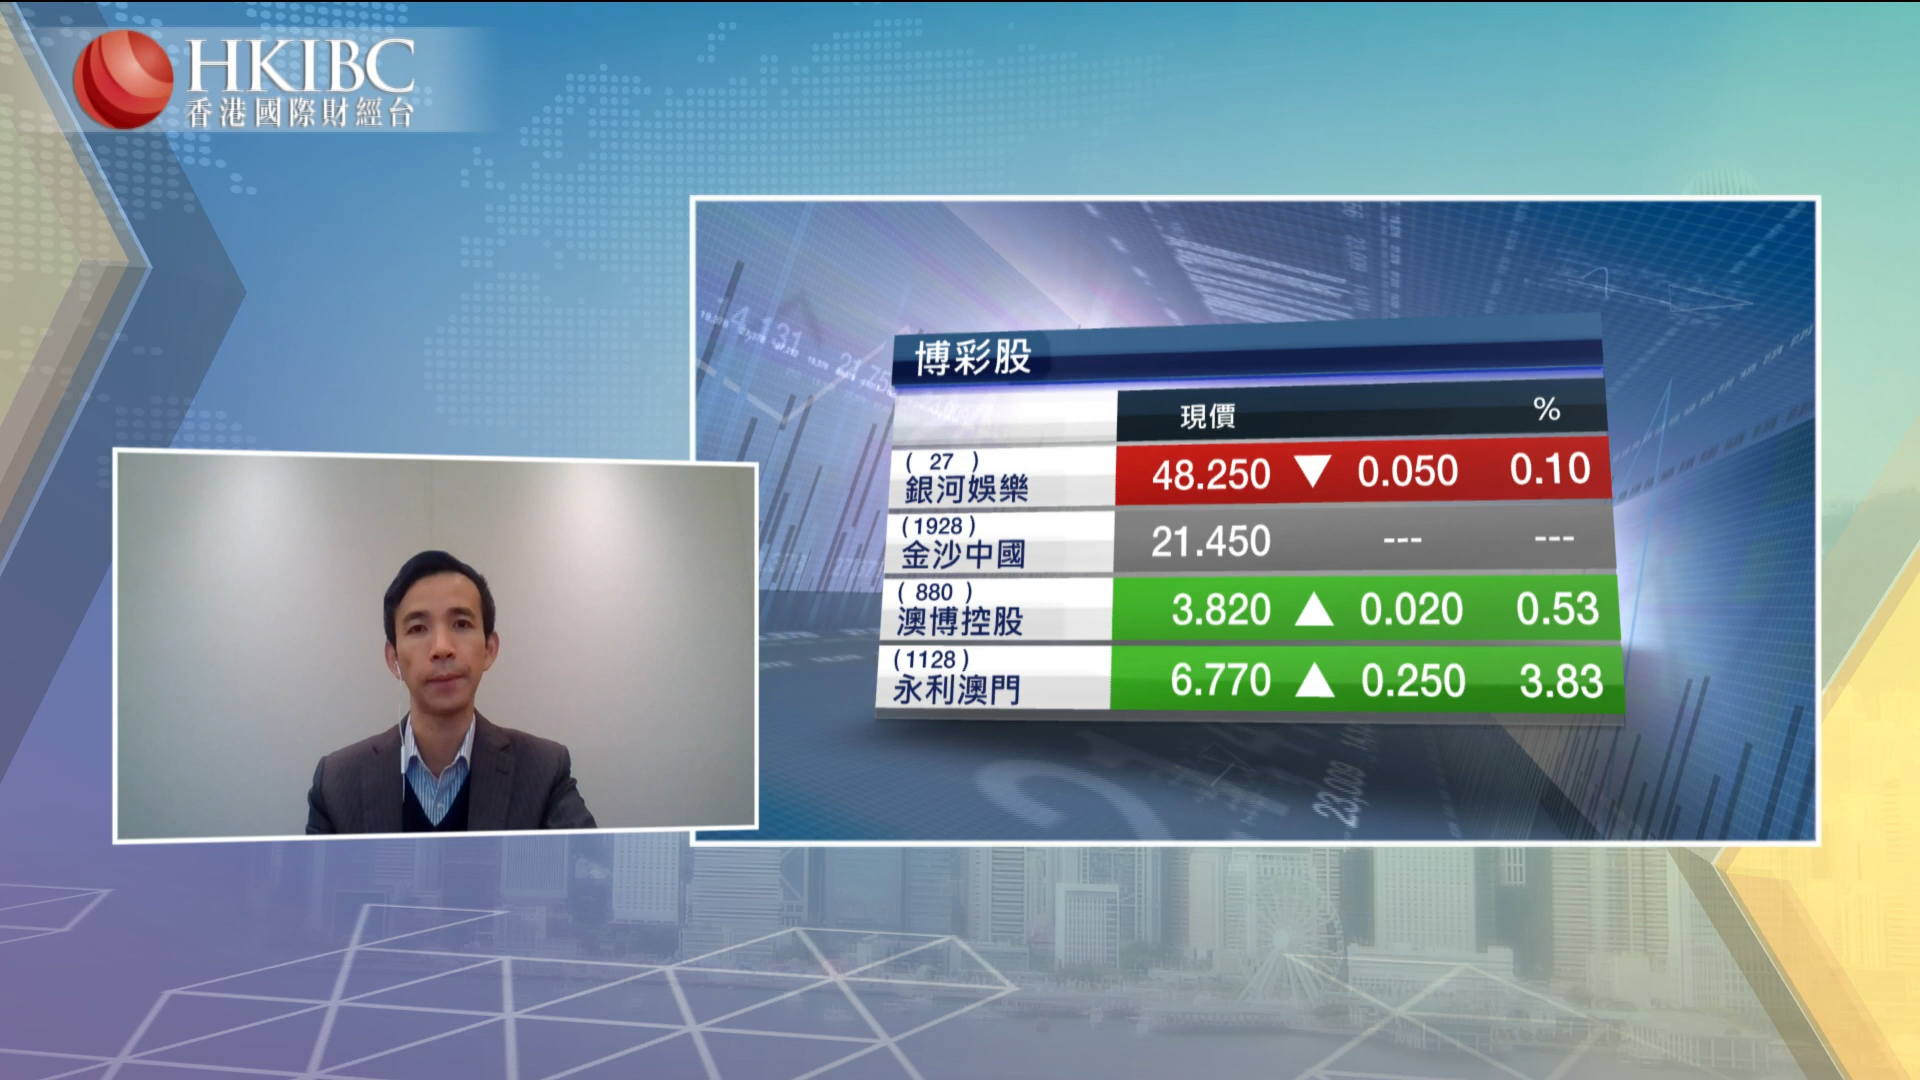 HKIBC
香港國際財經台
博彩股
現價 %
( 27 )
銀河娛樂 48.250 ▼ 0.050 0.10
(1928)
金沙中國 21.450 --- ---
( 880 )
澳博控股 3.820 ▲ 0.020 0.53
(1128)
永利澳門 6.770 ▲ 0.250 3.83
23,009